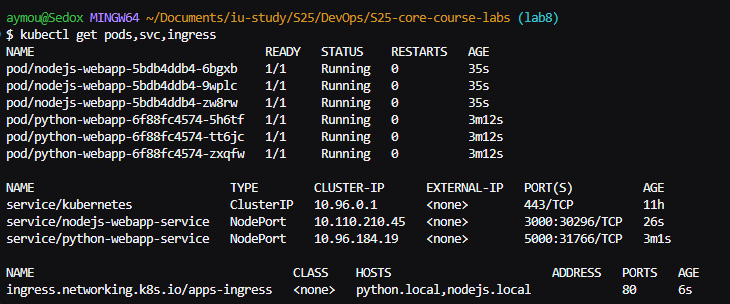 aymou@Sedox MINGW64 ~/Documents/iu-study/S25/DevOps/S25-core-course-labs (lab8)
$ kubectl get pods,svc,ingress
NAME READY STATUS RESTARTS AGE
pod/nodejs-webapp-5bdb4ddb4-6bgxb 1/1 Running 0 35s
pod/nodejs-webapp-5bdb4ddb4-9wplc 1/1 Running 0 35s
pod/nodejs-webapp-5bdb4ddb4-zw8rw 1/1 Running 0 35s
pod/python-webapp-6f88fc4574-5h6tf 1/1 Running 0 3m12s
pod/python-webapp-6f88fc4574-tt6jc 1/1 Running 0 3m12s
pod/python-webapp-6f88fc4574-zxqfw 1/1 Running 0 3m12s
NAME TYPE CLUSTER-IP EXTERNAL-IP PORT(S) AGE
service/kubernetes ClusterIP 10.96.0.1 <none> 443/TCP 11h
service/nodejs-webapp-service NodePort 10.110.210.45 <none> 3000:30296/TCP 26s
service/python-webapp-service NodePort 10.96.184.19 <none> 5000:31766/TCP 3m1s
NAME CLASS HOSTS ADDRESS PORTS AGE
ingress.networking.k8s.io/apps-ingress <none> python.local,nodejs.local 80 6s